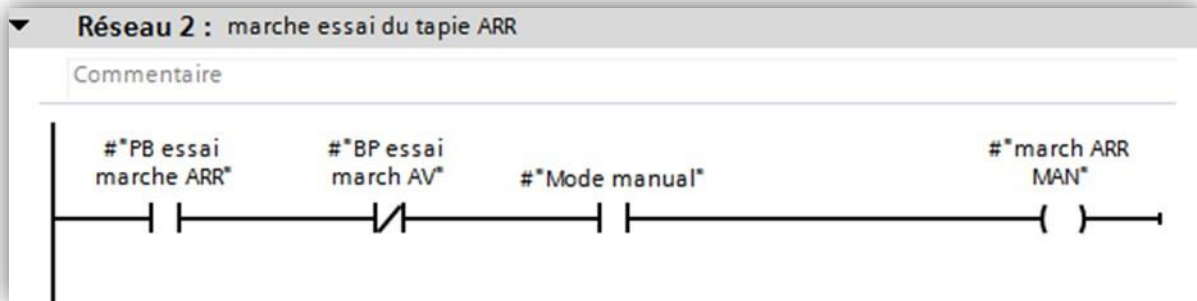 Réseau 2 : marche essai du tapie ARR
Commentaire
#"PB essai
marche ARR"
#"BP essai
march AV"
#"Mode manual"
#"march ARR
MAN"